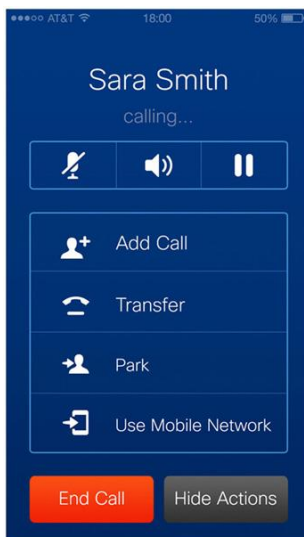 AT&T 18:00 50%
Sara Smith
calling...
Add Call
Transfer
Park
Use Mobile Network
End Call Hide Actions